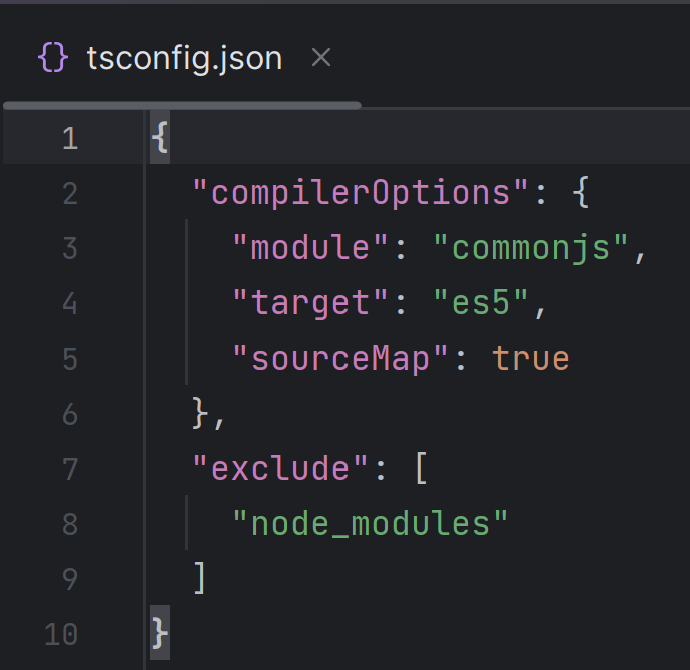 {} tsconfig.json ×
1 {
2   "compilerOptions": {
3     "module": "commonjs",
4     "target": "es5",
5     "sourceMap": true
6   },
7   "exclude": [
8     "node_modules"
9   ]
10 }